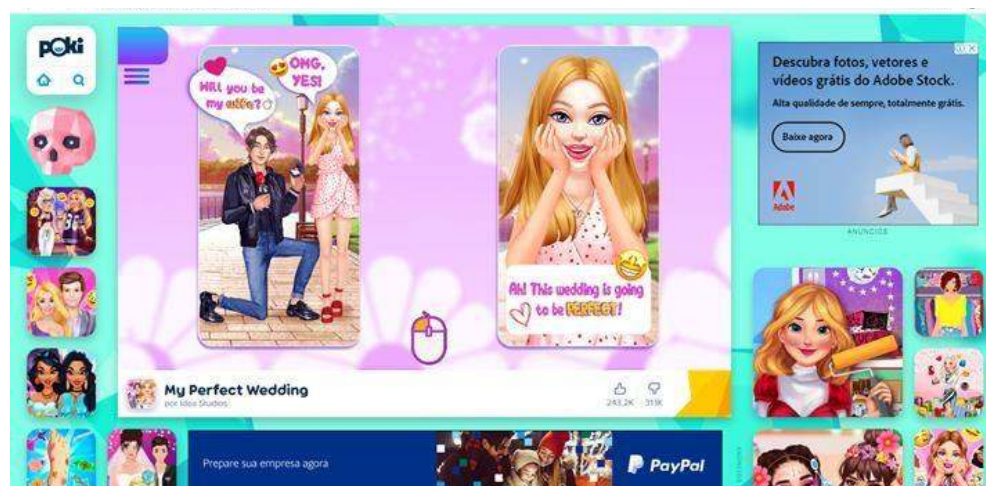 poki
Will you be
my wife?
OMG,
YES!
Ah! This wedding is going
to be PERFECT!
My Perfect Wedding
por Idea Studios
243.2K
31.1K
Descubra fotos, vetores e
vídeos grátis do Adobe Stock.
Alta qualidade de sempre, totalmente grátis.
Baixe agora
Adobe
ANÚNCIOS
Prepare sua empresa agora
PayPal